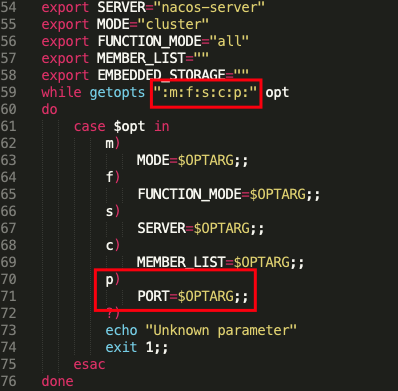 54 export SERVER="nacos-server"
55 export MODE="cluster"
56 export FUNCTION_MODE="all"
57 export MEMBER_LIST=""
58 export EMBEDDED_STORAGE=""
59 while getopts ":m:f:s:c:p:" opt
60 do
61 case $opt in
62 m)
63 MODE=$OPTARG;;
64 f)
65 FUNCTION_MODE=$OPTARG;;
66 s)
67 SERVER=$OPTARG;;
68 c)
69 MEMBER_LIST=$OPTARG;;
70 p)
71 PORT=$OPTARG;;
72 ?)
73 echo "Unknown parameter"
74 exit 1;;
75 esac
76 done